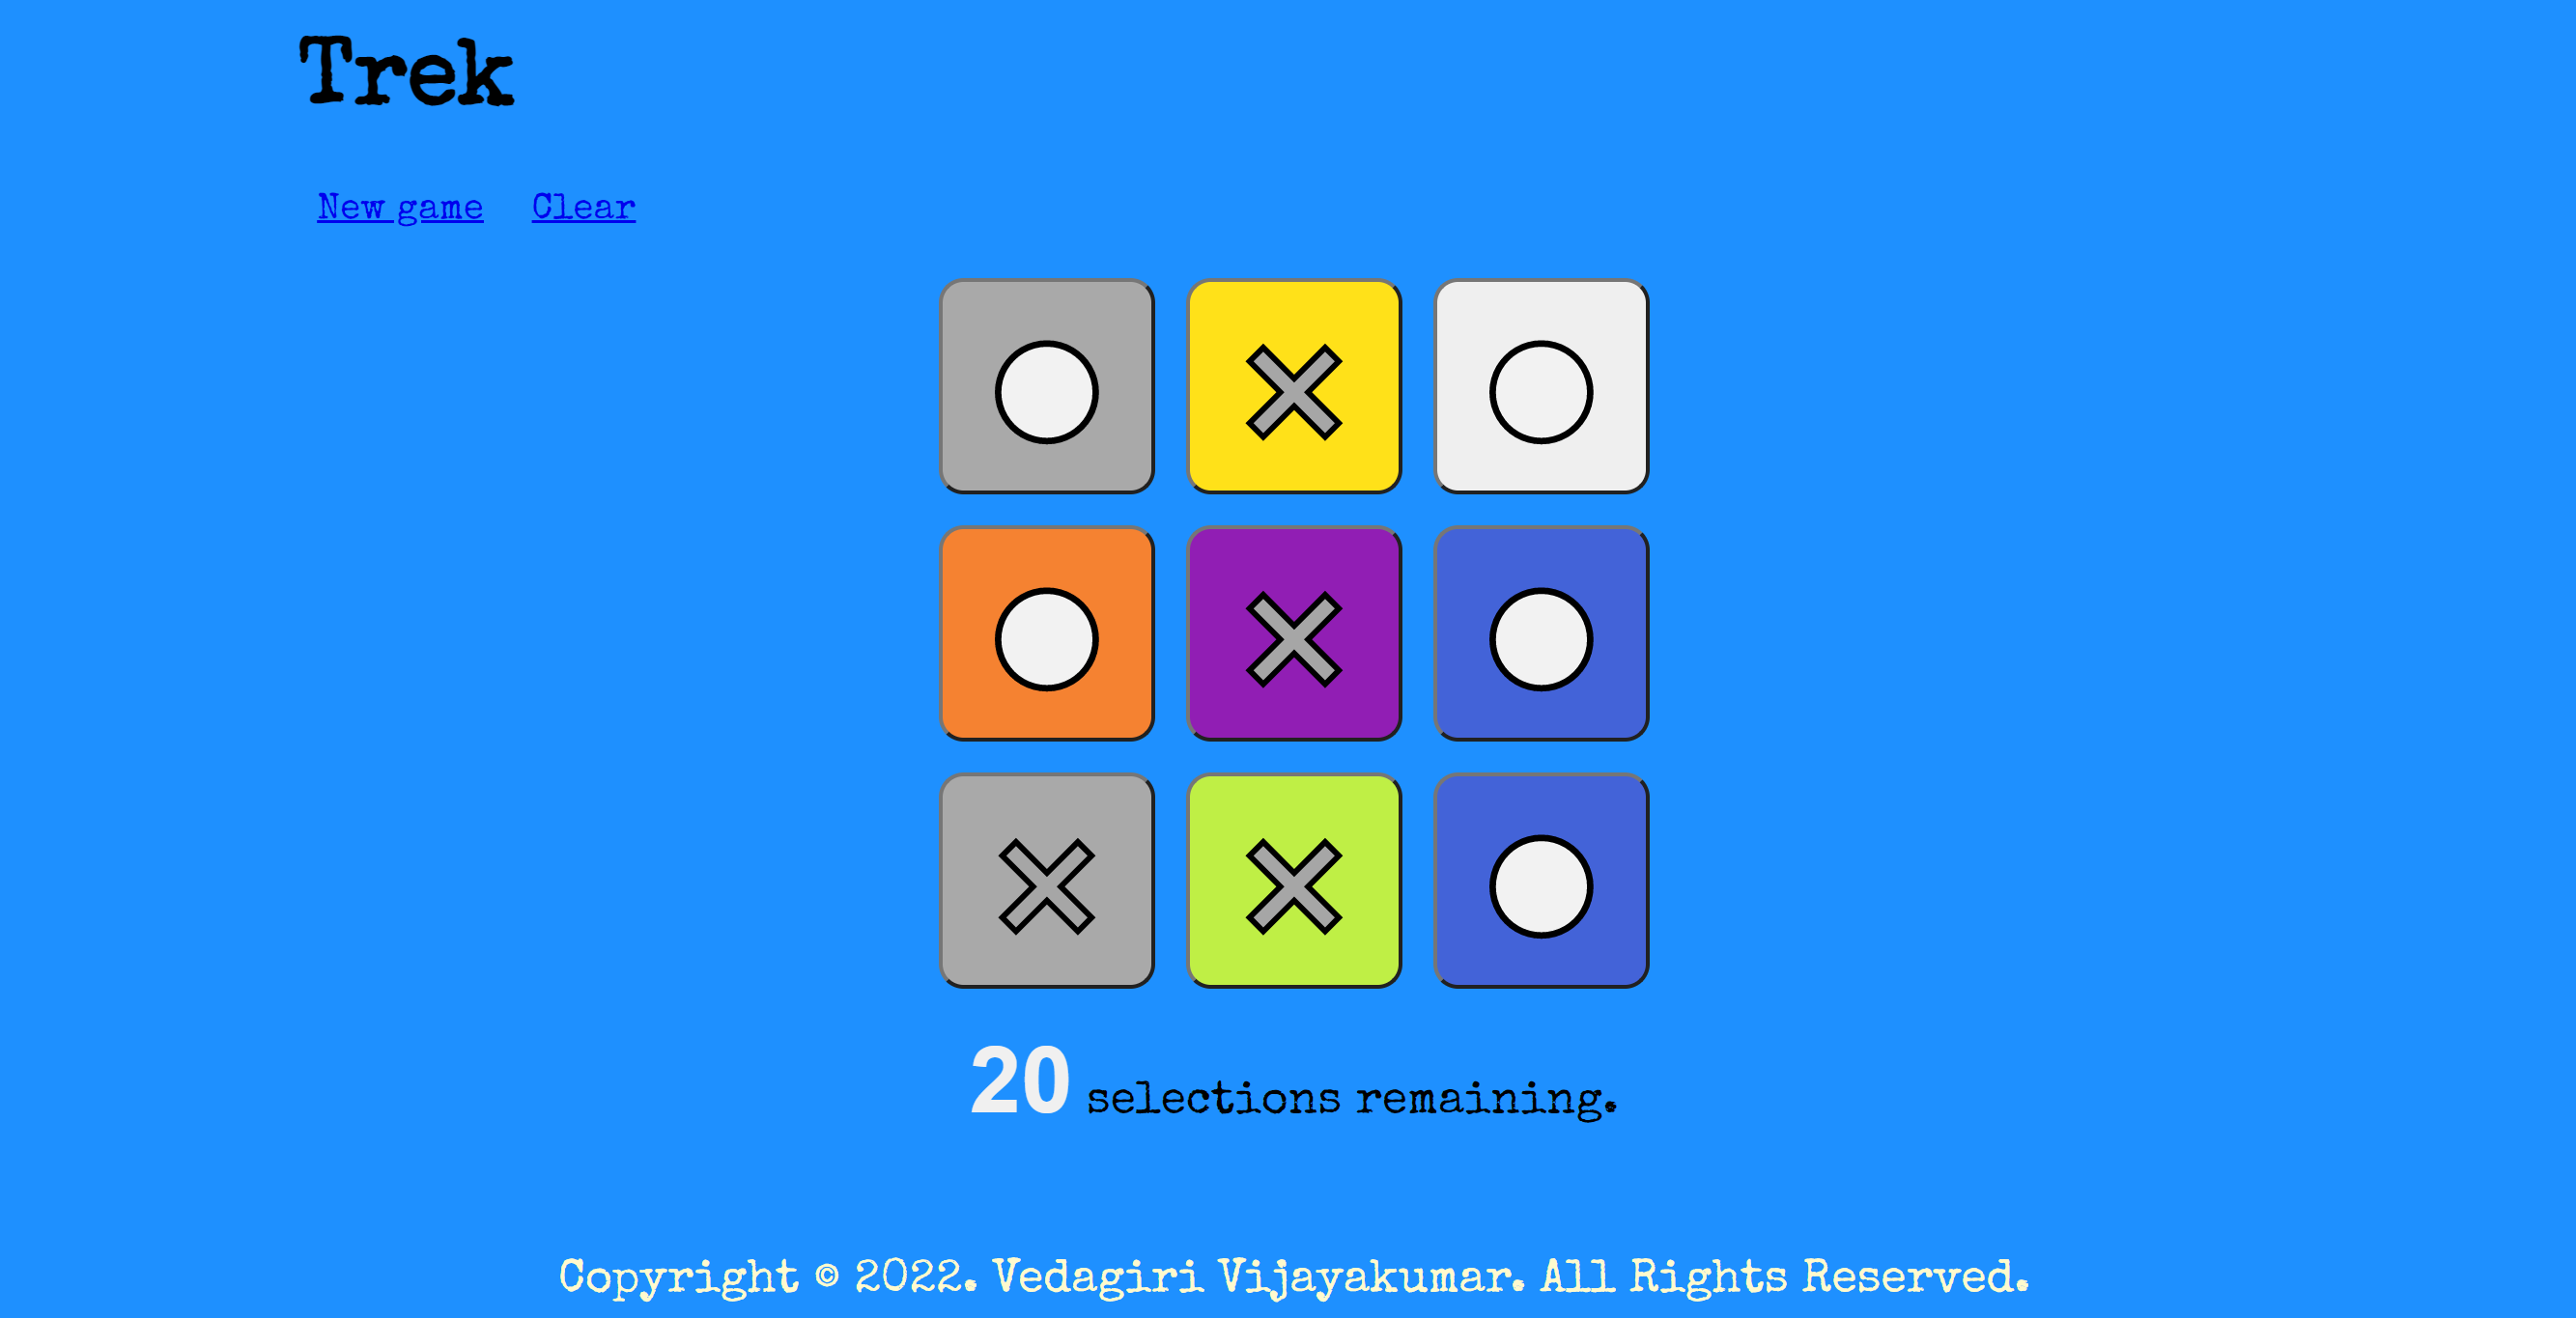 Trek
New game Clear
20 selections remaining.
Copyright © 2022. Vedagiri Vijayakumar. All Rights Reserved.